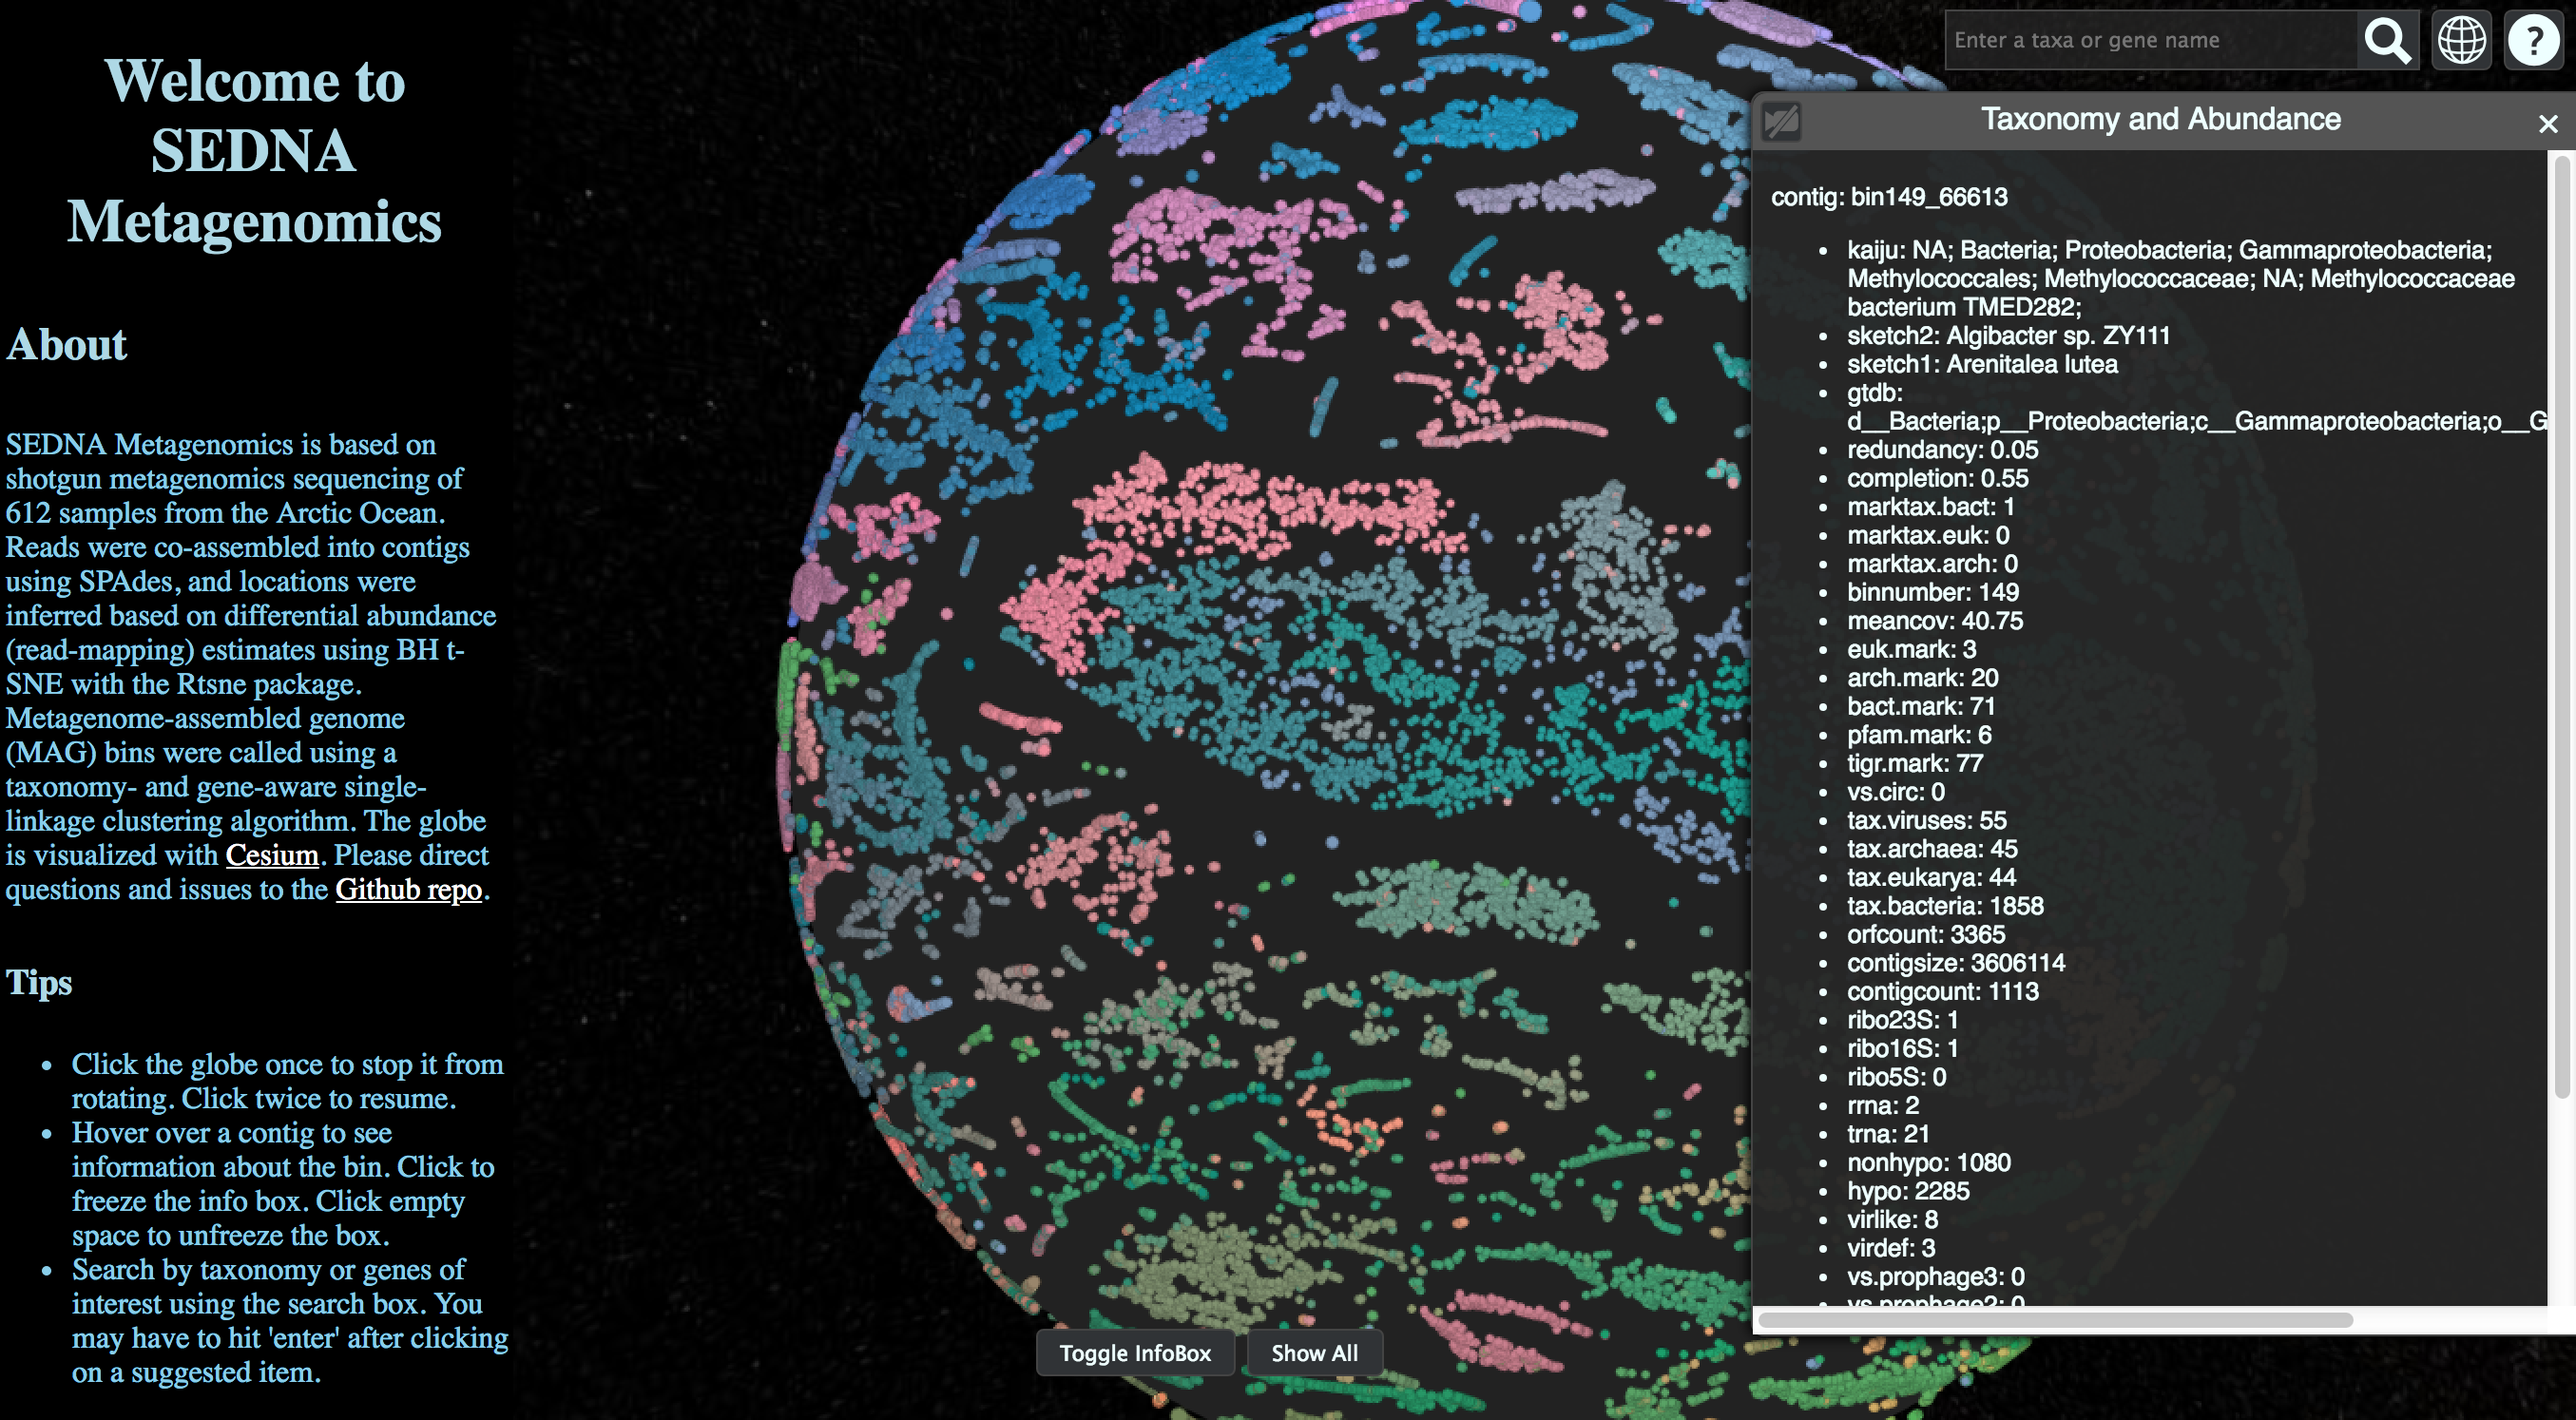 Welcome to
SEDNA
Metagenomics
About
SEDNA Metagenomics is based on
shotgun metagenomics sequencing of
612 samples from the Arctic Ocean.
Reads were co-assembled into contigs
using SPAdes, and locations were
inferred based on differential abundance
(read-mapping) estimates using BH t-
SNE with the Rtsne package.
Metagenome-assembled genome
(MAG) bins were called using a
taxonomy- and gene-aware single-
linkage clustering algorithm. The globe
is visualized with Cesium. Please direct
questions and issues to the Github repo.
Tips
• Click the globe once to stop it from
rotating. Click twice to resume.
• Hover over a contig to see
information about the bin. Click to
freeze the info box. Click empty
space to unfreeze the box.
• Search by taxonomy or genes of
interest using the search box. You
may have to hit 'enter' after clicking
on a suggested item.
Toggle InfoBox
Show All
Enter a taxa or gene name
?
Taxonomy and Abundance
×
contig: bin149_66613
• kaiju: NA; Bacteria; Proteobacteria; Gammaproteobacteria;
Methylococcales; Methylococcaceae; NA; Methylococcaceae
bacterium TMED282;
• sketch2: Algibacter sp. ZY111
• sketch1: Arenitalea lutea
• gtdb:
d__Bacteria;p__Proteobacteria;c__Gammaproteobacteria;o__G
• redundancy: 0.05
• completion: 0.55
• marktax.bact: 1
• marktax.euk: 0
• marktax.arch: 0
• binnumber: 149
• meancov: 40.75
• euk.mark: 3
• arch.mark: 20
• bact.mark: 71
• pfam.mark: 6
• tigr.mark: 77
• vs.circ: 0
• tax.viruses: 55
• tax.archaea: 45
• tax.eukarya: 44
• tax.bacteria: 1858
• orfcount: 3365
• contigsize: 3606114
• contigcount: 1113
• ribo23S: 1
• ribo16S: 1
• ribo5S: 0
• rrna: 2
• trna: 21
• nonhypo: 1080
• hypo: 2285
• virlike: 8
• virdef: 3
• vs.prophage3: 0
• vs.prophage2: 0